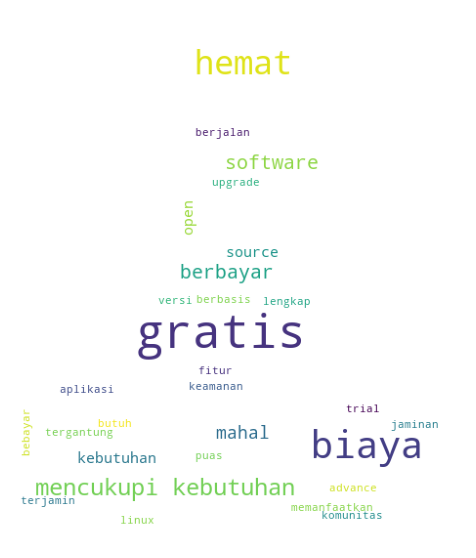 hemat
berjalan
software
upgrade
open
source
berbayar
versi berbasis lengkap
gratis
fitur
keamanan
aplikasi
trial
bebayar
butuh
jaminan
tergantung
mahal
biaya
kebutuhan
puas
mencukupi kebutuhan
advance
terjamin
memanfaatkan
komunitas
linux